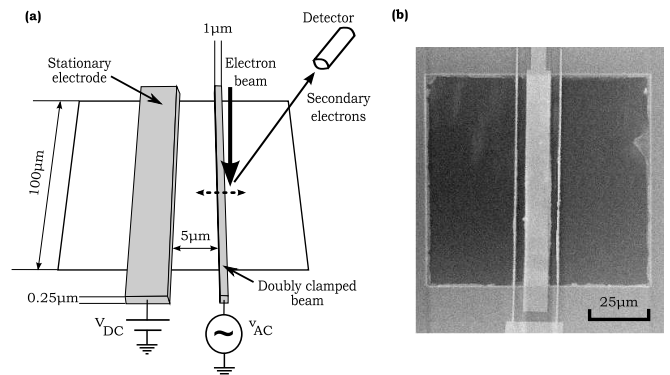 (a)
1μm
Detector
Stationary
electrode
Electron
beam
Secondary
electrons
100μm
5μm
Doubly clamped
beam
0.25μm
V
DC
v
AC
(b)
25μm